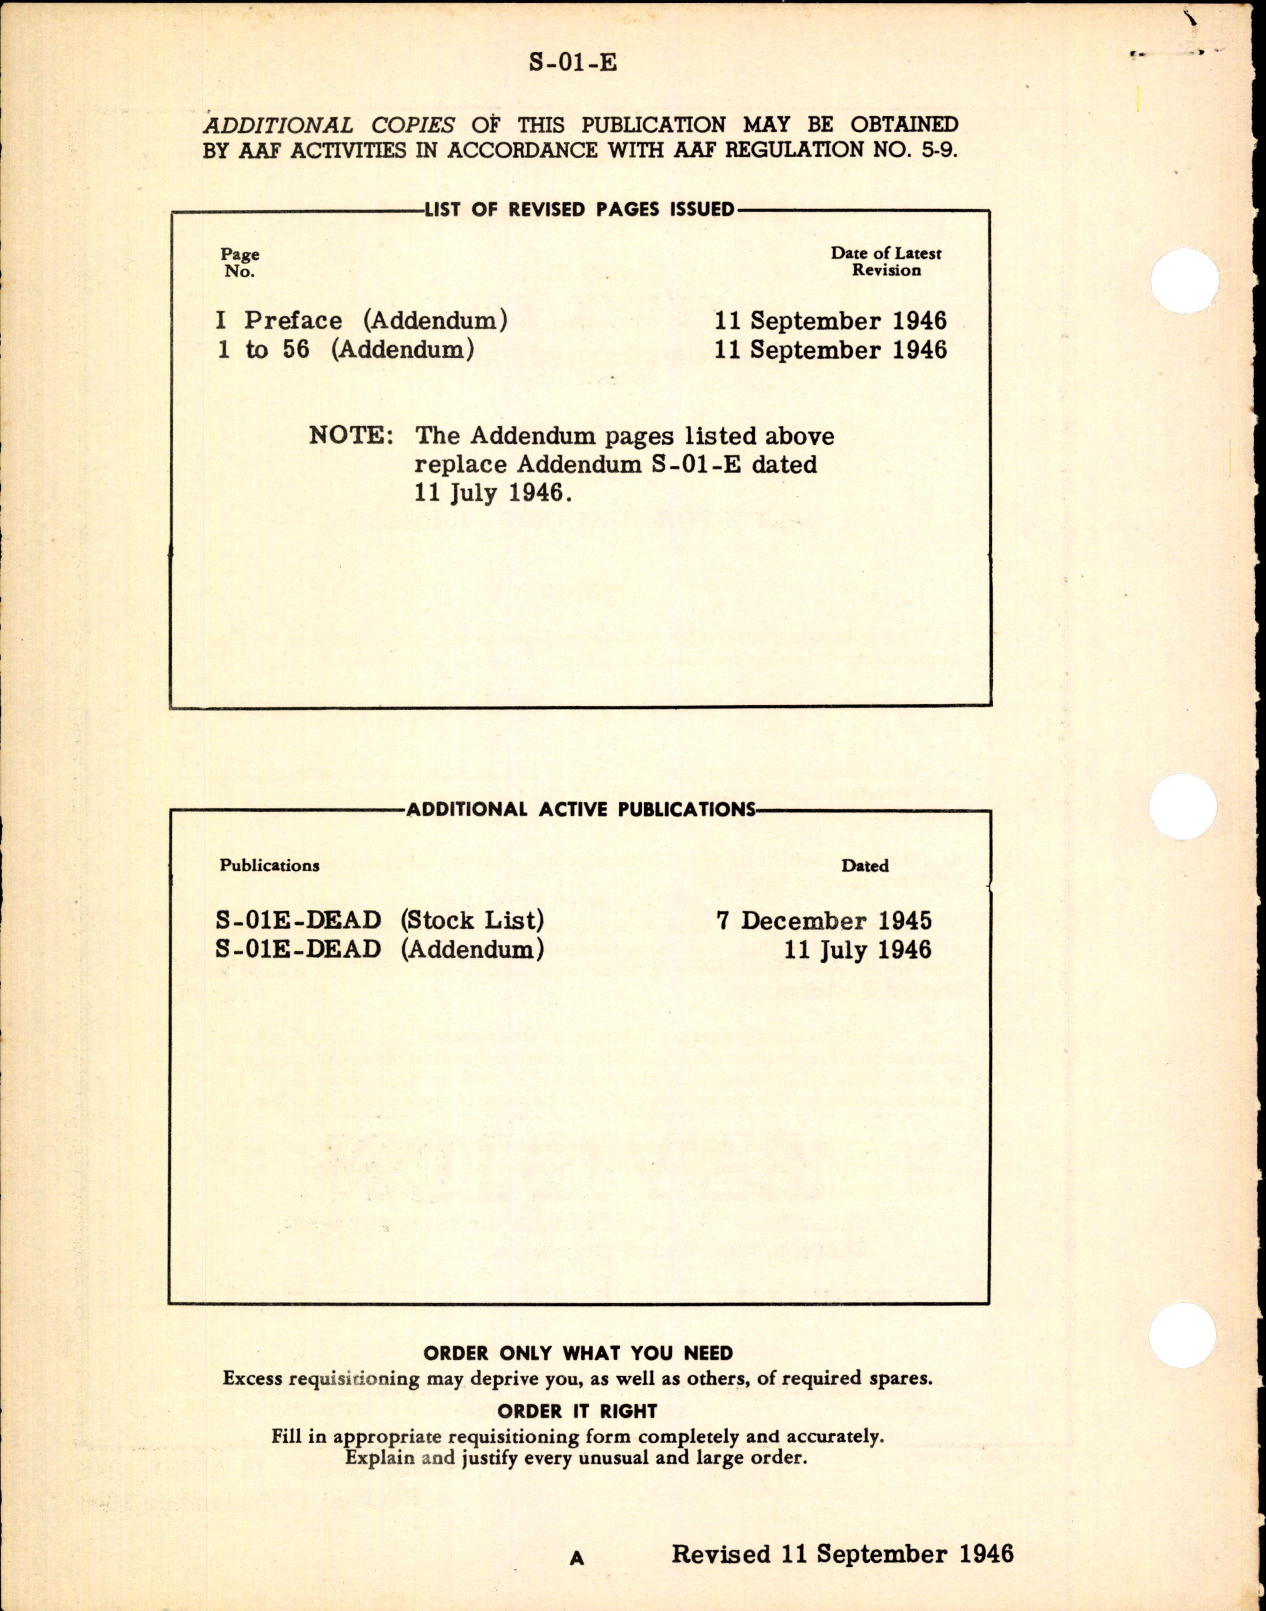 S-01-E
ADDITIONAL COPIES OF THIS PUBLICATION MAY BE OBTAINED
BY AAF ACTIVITIES IN ACCORDANCE WITH AAF REGULATION NO. 5-9.
LIST OF REVISED PAGES ISSUED
Page No. Date of Latest Revision
I Preface (Addendum) 11 September 1946
1 to 56 (Addendum) 11 September 1946
NOTE: The Addendum pages listed above
replace Addendum S-01-E dated
11 July 1946.
ADDITIONAL ACTIVE PUBLICATIONS
Publications Dated
S-01E-DEAD (Stock List) 7 December 1945
S-01E-DEAD (Addendum) 11 July 1946
ORDER ONLY WHAT YOU NEED
Excess requisitioning may deprive you, as well as others, of required spares.
ORDER IT RIGHT
Fill in appropriate requisitioning form completely and accurately.
Explain and justify every unusual and large order.
A Revised 11 September 1946